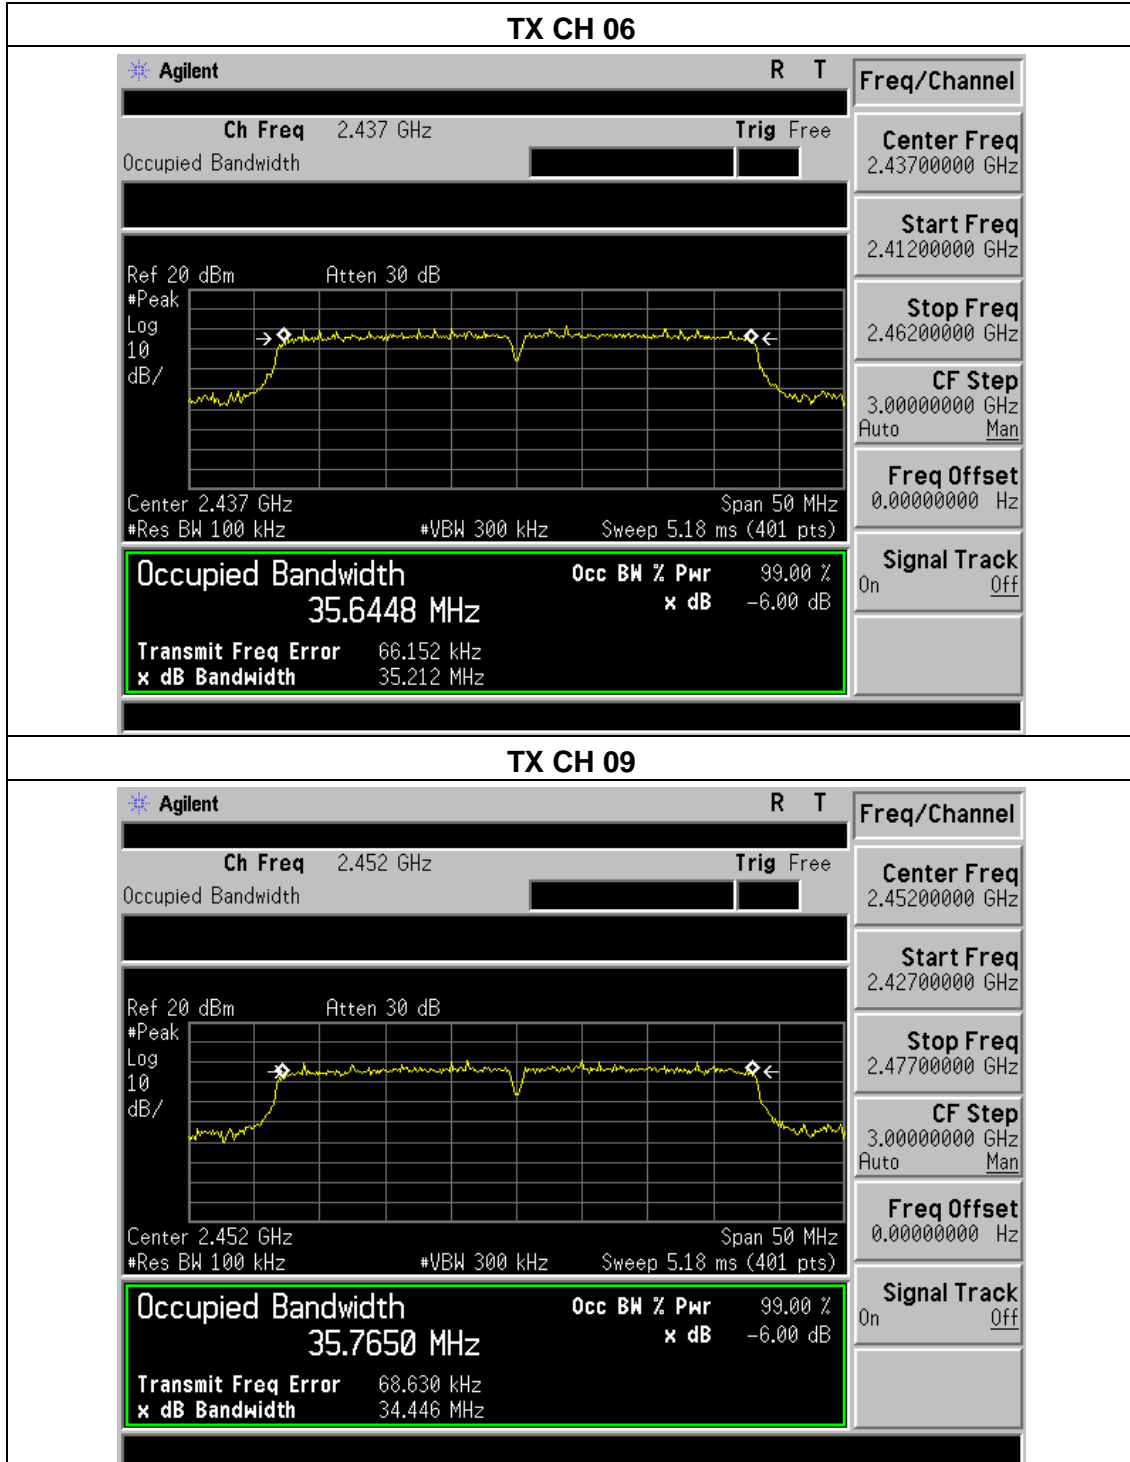 TX CH 06
Agilent R T
Freq/Channel
Ch Freq 2.437 GHz Trig Free
Occupied Bandwidth
Center Freq
2.43700000 GHz
Start Freq
2.41200000 GHz
Stop Freq
2.46200000 GHz
CF Step
3.00000000 GHz
Auto Man
Freq Offset
0.00000000 Hz
Signal Track
On Off
Ref 20 dBm Atten 30 dB
#Peak
Log
10
dB/
Center 2.437 GHz Span 50 MHz
#Res BW 100 kHz #VBW 300 kHz Sweep 5.18 ms (401 pts)
Occupied Bandwidth Occ BW % Pwr 99.00 %
35.6448 MHz x dB -6.00 dB
Transmit Freq Error 66.152 kHz
x dB Bandwidth 35.212 MHz
TX CH 09
Agilent R T
Freq/Channel
Ch Freq 2.452 GHz Trig Free
Occupied Bandwidth
Center Freq
2.45200000 GHz
Start Freq
2.42700000 GHz
Stop Freq
2.47700000 GHz
CF Step
3.00000000 GHz
Auto Man
Freq Offset
0.00000000 Hz
Signal Track
On Off
Ref 20 dBm Atten 30 dB
#Peak
Log
10
dB/
Center 2.452 GHz Span 50 MHz
#Res BW 100 kHz #VBW 300 kHz Sweep 5.18 ms (401 pts)
Occupied Bandwidth Occ BW % Pwr 99.00 %
35.7650 MHz x dB -6.00 dB
Transmit Freq Error 68.630 kHz
x dB Bandwidth 34.446 MHz